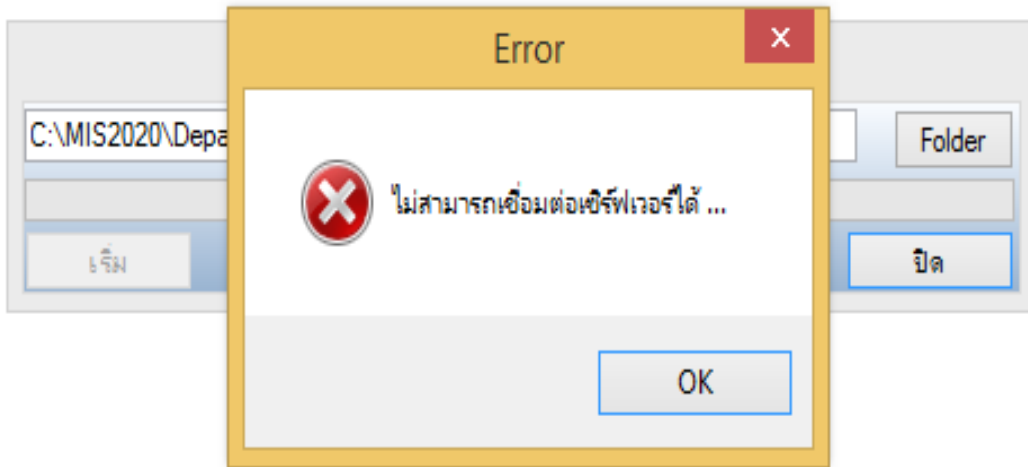 Error
x
C:\MIS2020\Depa
Folder
ไม่สามารถเชื่อมต่อเซิร์ฟเวอร์ได้ ...
เริ่ม
ปิด
OK